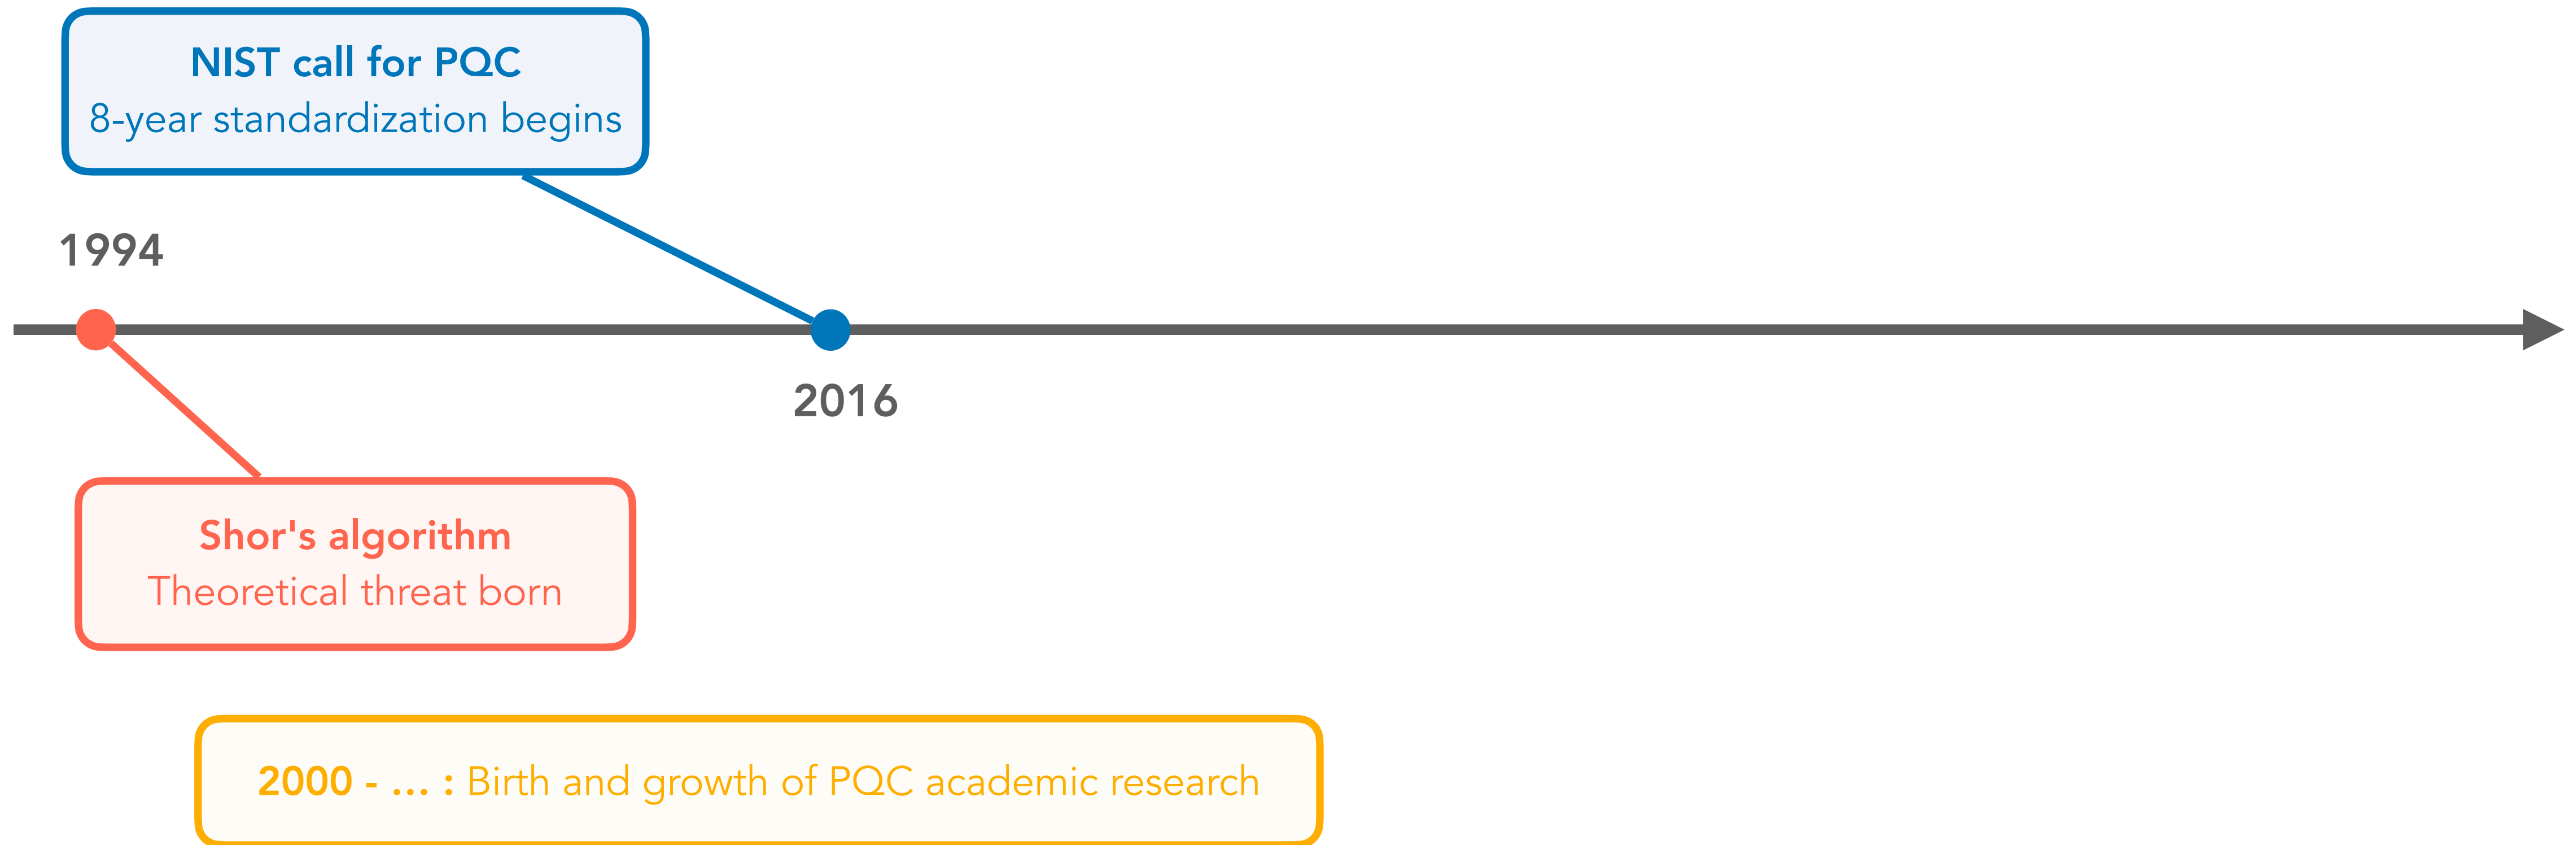 NIST call for PQC
8-year standardization begins
1994
2016
Shor's algorithm
Theoretical threat born
2000 - ... : Birth and growth of PQC academic research